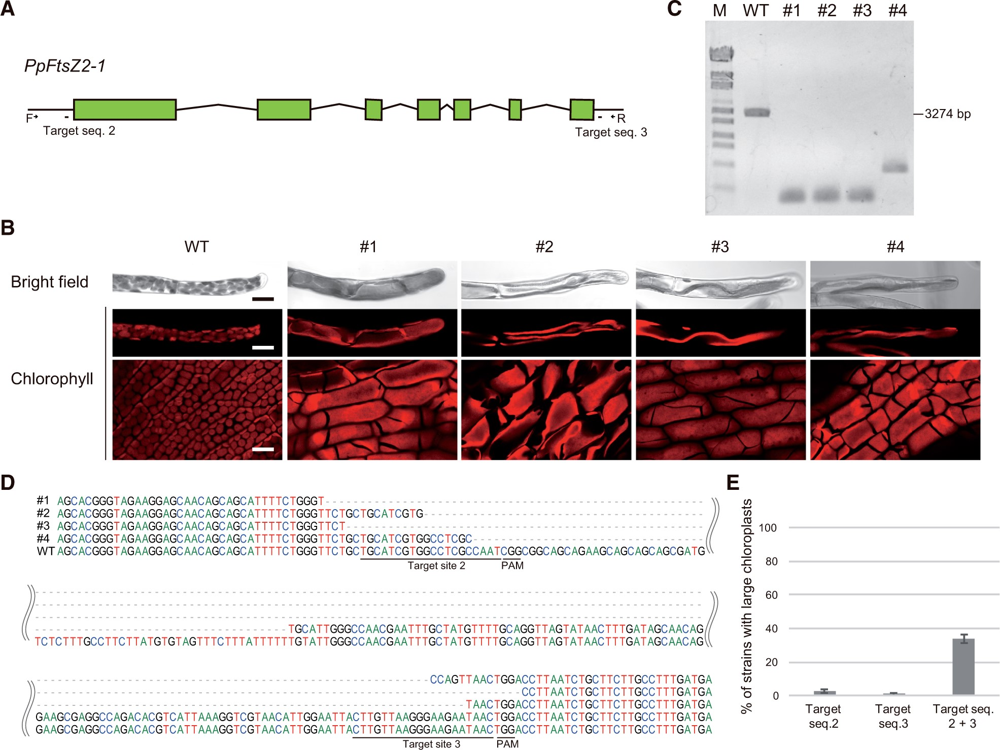 A
PpFtsZ2-1
F
R
Target seq. 2
Target seq. 3
C
M WT #1 #2 #3 #4
3274 bp
B
WT #1 #2 #3 #4
Bright field
Chlorophyll
D
#1 AGCACGGGTAGAAGGAGCAACAGCAGCATTTTCTGGGT
#2 AGCACGGGTAGAAGGAGCAACAGCAGCATTTTCTGGGTTCTGCTGCATCGTG
#3 AGCACGGGTAGAAGGAGCAACAGCAGCATTTTCTGGGTTCT
#4 AGCACGGGTAGAAGGAGCAACAGCAGCATTTTCTGGGTTCTGCTGCATCGTGGCCTCGC
WT AGCACGGGTAGAAGGAGCAACAGCAGCATTTTCTGGGTTCTGCTGCATCGTGGCCTCGCCAATCGGCGGCAGCAGAAGCAGCAGCAGCGATG
Target site 2 PAM
TGCATTGGGCCAACGAATTTGCTATGTTTTGCAGGTTAGTATAACTTTGATAGCAACAG
TCTCTTTGCCTTCTTATGTGTAGTTTCTTTATTTTTTGTATTGGGCCAACGAATTTGCTATGTTTTGCAGGTTAGTATAACTTTGATAGCAACAG
CCAGTTAACTGGACCTTAATCTGCTTCTTGCCTTTGATGA
CCTTAATCTGCTTCTTGCCTTTGATGA
TAACTGGACCTTAATCTGCTTCTTGCCTTTGATGA
GAAGCGAGGCCAGACACGTCATTAAAGGTCGTAACATTGGAATTACTTGTTAAGGGAAGAATAACTGGACCTTAATCTGCTTCTTGCCTTTGATGA
GAAGCGAGGCCAGACACGTCATTAAAGGTCGTAACATTGGAATTACTTGTTAAGGGAAGAATAACTGGACCTTAATCTGCTTCTTGCCTTTGATGA
Target site 3 PAM
E
% of strains with large chloroplasts
100
80
60
40
20
0
Target seq.2
Target seq.3
Target seq. 2 + 3